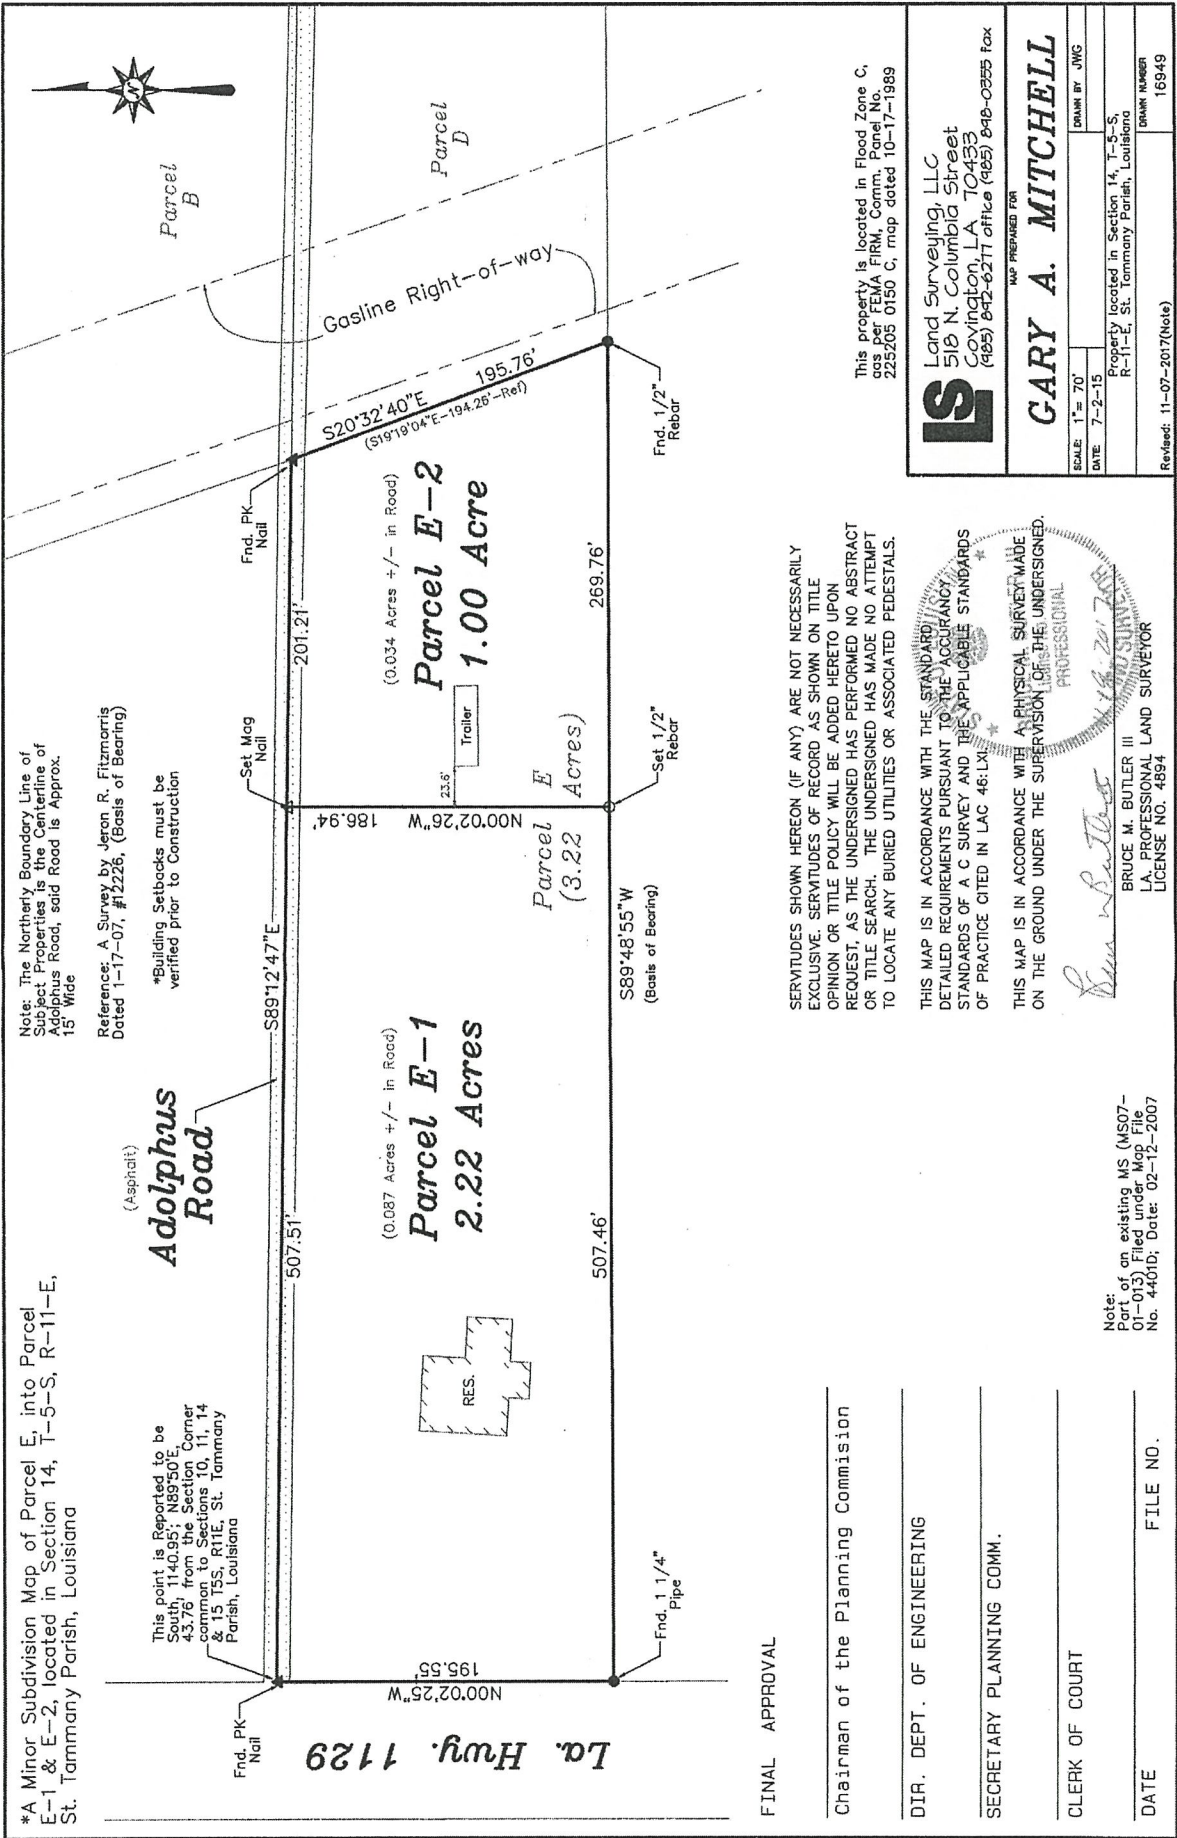 *A Minor Subdivision Map of Parcel E, into Parcel
E-1 & E-2, located in Section 14, T-5-S, R-11-E,
St. Tammany Parish, Louisiana
This point is Reported to be
South, 1140.95'; N89°50'E,
43.76' from the Section Corner
common to Sections 10, 11, 14
& 15 T5S, R11E, St. Tammany
Parish, Louisiana
Fnd. PK
Nail
(Asphalt)
Adolphus
Road
Note: The Northerly Boundary Line of
Subject Properties is the Centerline of
Adolphus Road, said Road is Approx.
15' Wide
Reference: A Survey by Jeron R. Fitzmorris
Dated 1-17-07, #12226, (Basis of Bearing)
*Building Setbacks must be
verified prior to Construction
Set Mag
Nail
Fnd. PK
Nail
N
Parcel
B
Parcel
D
Gasline Right-of-way
507.51'
S89°12'47"E
201.21'
S20°32'40"E
195.76'
(S19°19'04"E-194.26'-Ref)
La. Hwy. 1129
N00°02'25"W
195.55'
RES.
(0.087 Acres +/- in Road)
Parcel E-1
2.22 Acres
N00°02'26"W
186.94'
23.6'
Trailer
(0.034 Acres +/- in Road)
Parcel E-2
1.00 Acre
Parcel E
(3.22 Acres)
507.46'
S89°48'55"W
(Basis of Bearing)
269.76'
Fnd. 1 1/4"
Pipe
Set 1/2"
Rebar
Fnd. 1/2"
Rebar
FINAL APPROVAL
Chairman of the Planning Commision
DIR. DEPT. OF ENGINEERING
SECRETARY PLANNING COMM.
CLERK OF COURT
DATE FILE NO.
Note:
Part of an existing MS (MS07-
01-013) Filed under Map File
No. 4401D; Date: 02-12-2007
SERVITUDES SHOWN HEREON (IF ANY) ARE NOT NECESSARILY
EXCLUSIVE. SERVITUDES OF RECORD AS SHOWN ON TITLE
OPINION OR TITLE POLICY WILL BE ADDED HERETO UPON
REQUEST, AS THE UNDERSIGNED HAS PERFORMED NO ABSTRACT
OR TITLE SEARCH. THE UNDERSIGNED HAS MADE NO ATTEMPT
TO LOCATE ANY BURIED UTILITIES OR ASSOCIATED PEDESTALS.
THIS MAP IS IN ACCORDANCE WITH THE STANDARD
DETAILED REQUIREMENTS PURSUANT TO THE ACCURANCY
STANDARDS OF A C SURVEY AND THE APPLICABLE STANDARDS
OF PRACTICE CITED IN LAC 46:LXI.
THIS MAP IS IN ACCORDANCE WITH A PHYSICAL SURVEY MADE
ON THE GROUND UNDER THE SUPERVISION OF THE UNDERSIGNED.
PROFESSIONAL
BRUCE M. BUTLER III
LA. PROFESSIONAL LAND SURVEYOR
LICENSE NO. 4894
This property is located in Flood Zone C,
aas per FEMA FIRM, Comm. Panel No.
225205 0150 C, map dated 10-17-1989
LS
Land Surveying, LLC
518 N. Columbia Street
Covington, LA 70433
(985) 892-6277 office (985) 898-0355 fax
MAP PREPARED FOR
GARY A. MITCHELL
SCALE: 1" = 70'
DRAWN BY JWG
DATE: 7-2-15
Property located in Section 14, T-5-S,
R-11-E, St. Tammany Parish, Louisiana
Revised: 11-07-2017(Note)
DRAWN NUMBER
16949